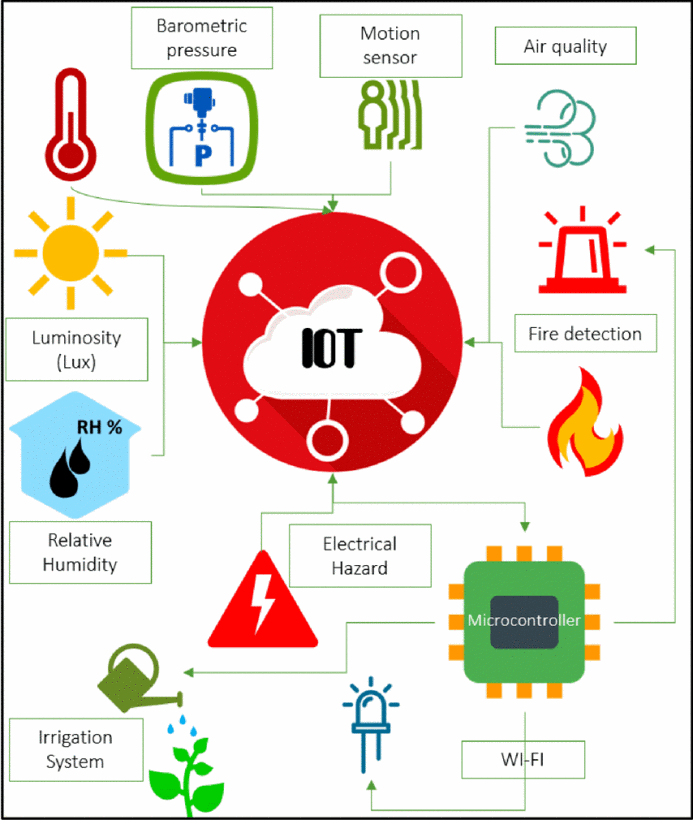 Barometric
pressure
Motion
sensor
Air quality
P
Luminosity
(Lux)
IOT
Fire detection
RH %
Relative
Humidity
Electrical
Hazard
Microcontroller
Irrigation
System
WI-FI